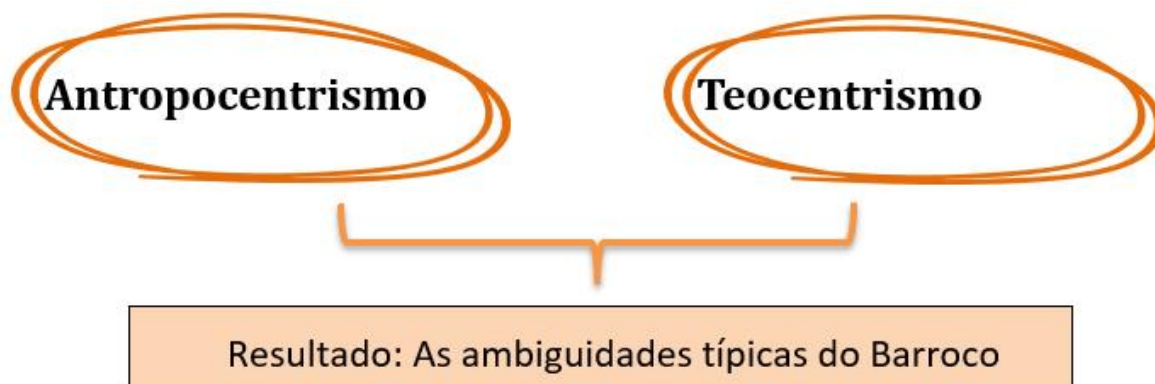 Antropocentrismo
Teocentrismo
Resultado: As ambiguidades típicas do Barroco